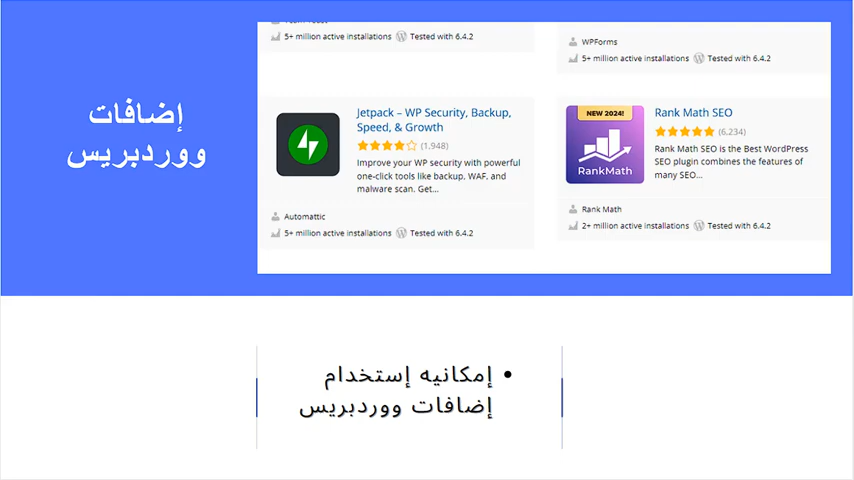 إضافات
ووردبريس
5+ million active installations
Tested with 6.4.2
WPForms
5+ million active installations
Tested with 6.4.2
Jetpack – WP Security, Backup,
Speed, & Growth
(1,948)
Improve your WP security with powerful
one-click tools like backup, WAF, and
malware scan. Get...
Automattic
5+ million active installations
Tested with 6.4.2
NEW 2024!
RankMath
Rank Math SEO
(6,234)
Rank Math SEO is the Best WordPress
SEO plugin combines the features of
many SEO...
Rank Math
2+ million active installations
Tested with 6.4.2
• إمكانيه إستخدام
إضافات ووردبريس